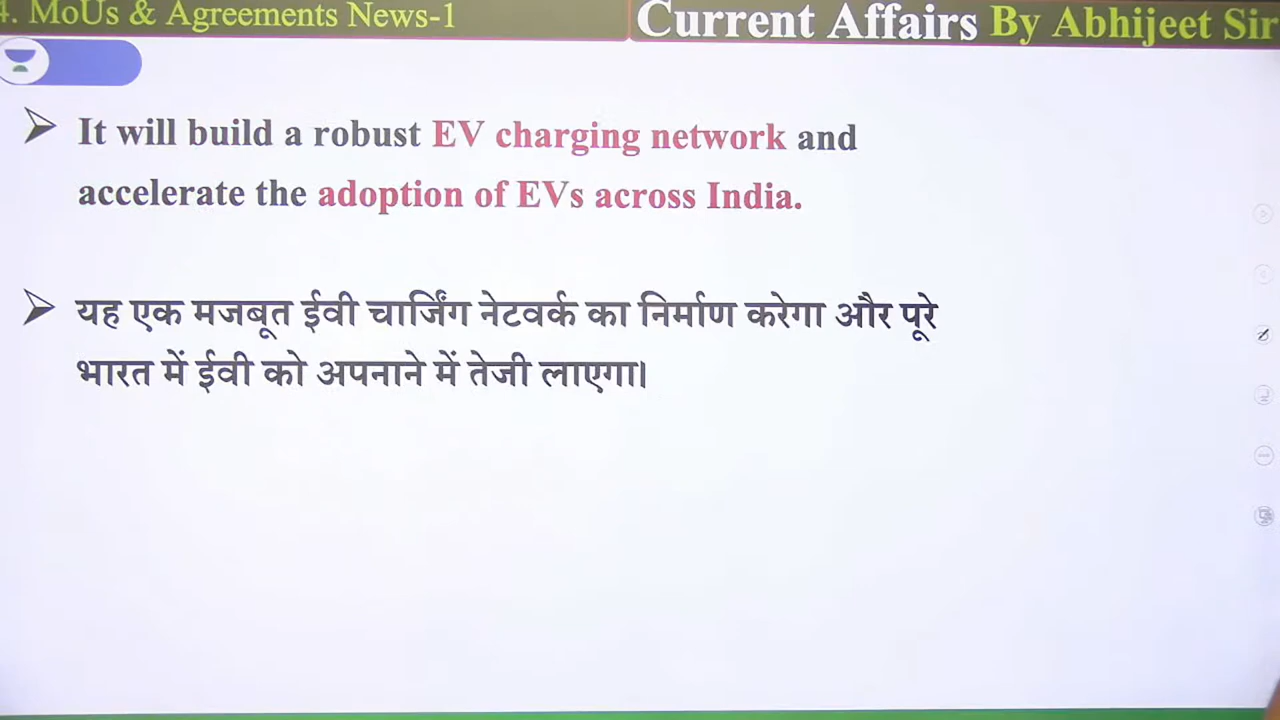 4. MoUs & Agreements News-1
Current Affairs By Abhijeet Sir
It will build a robust EV charging network and
accelerate the adoption of EVs across India.
यह एक मजबूत ईवी चार्जिंग नेटवर्क का निर्माण करेगा और पूरे
भारत में ईवी को अपनाने में तेजी लाएगा।